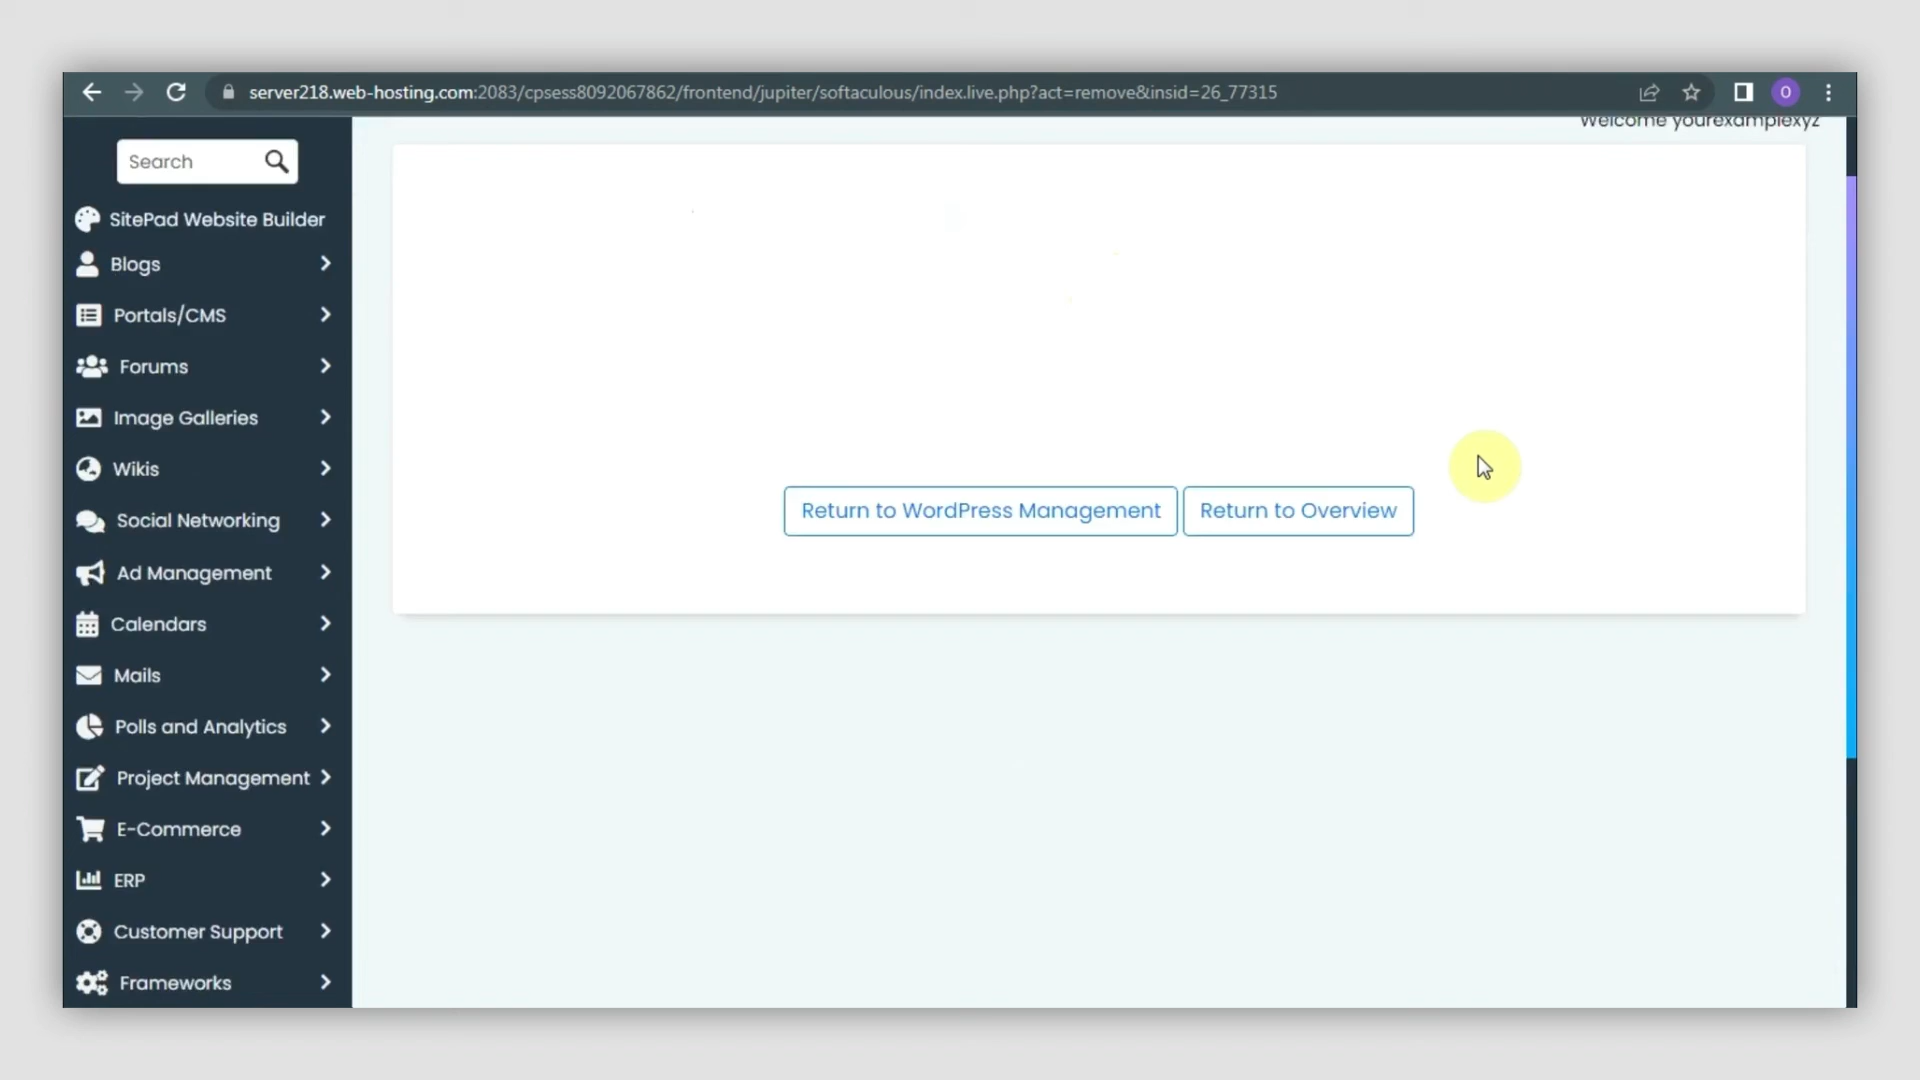 server218.web-hosting.com:2083/cpsess8092067862/frontend/jupiter/softaculous/index.live.php?act=remove&insid=26_77315
O
Welcome yourexamplexyz
Search
SitePad Website Builder
Blogs
Portals/CMS
Forums
Image Galleries
Wikis
Social Networking
Ad Management
Calendars
Mails
Polls and Analytics
Project Management
E-Commerce
ERP
Customer Support
Frameworks
Return to WordPress Management
Return to Overview